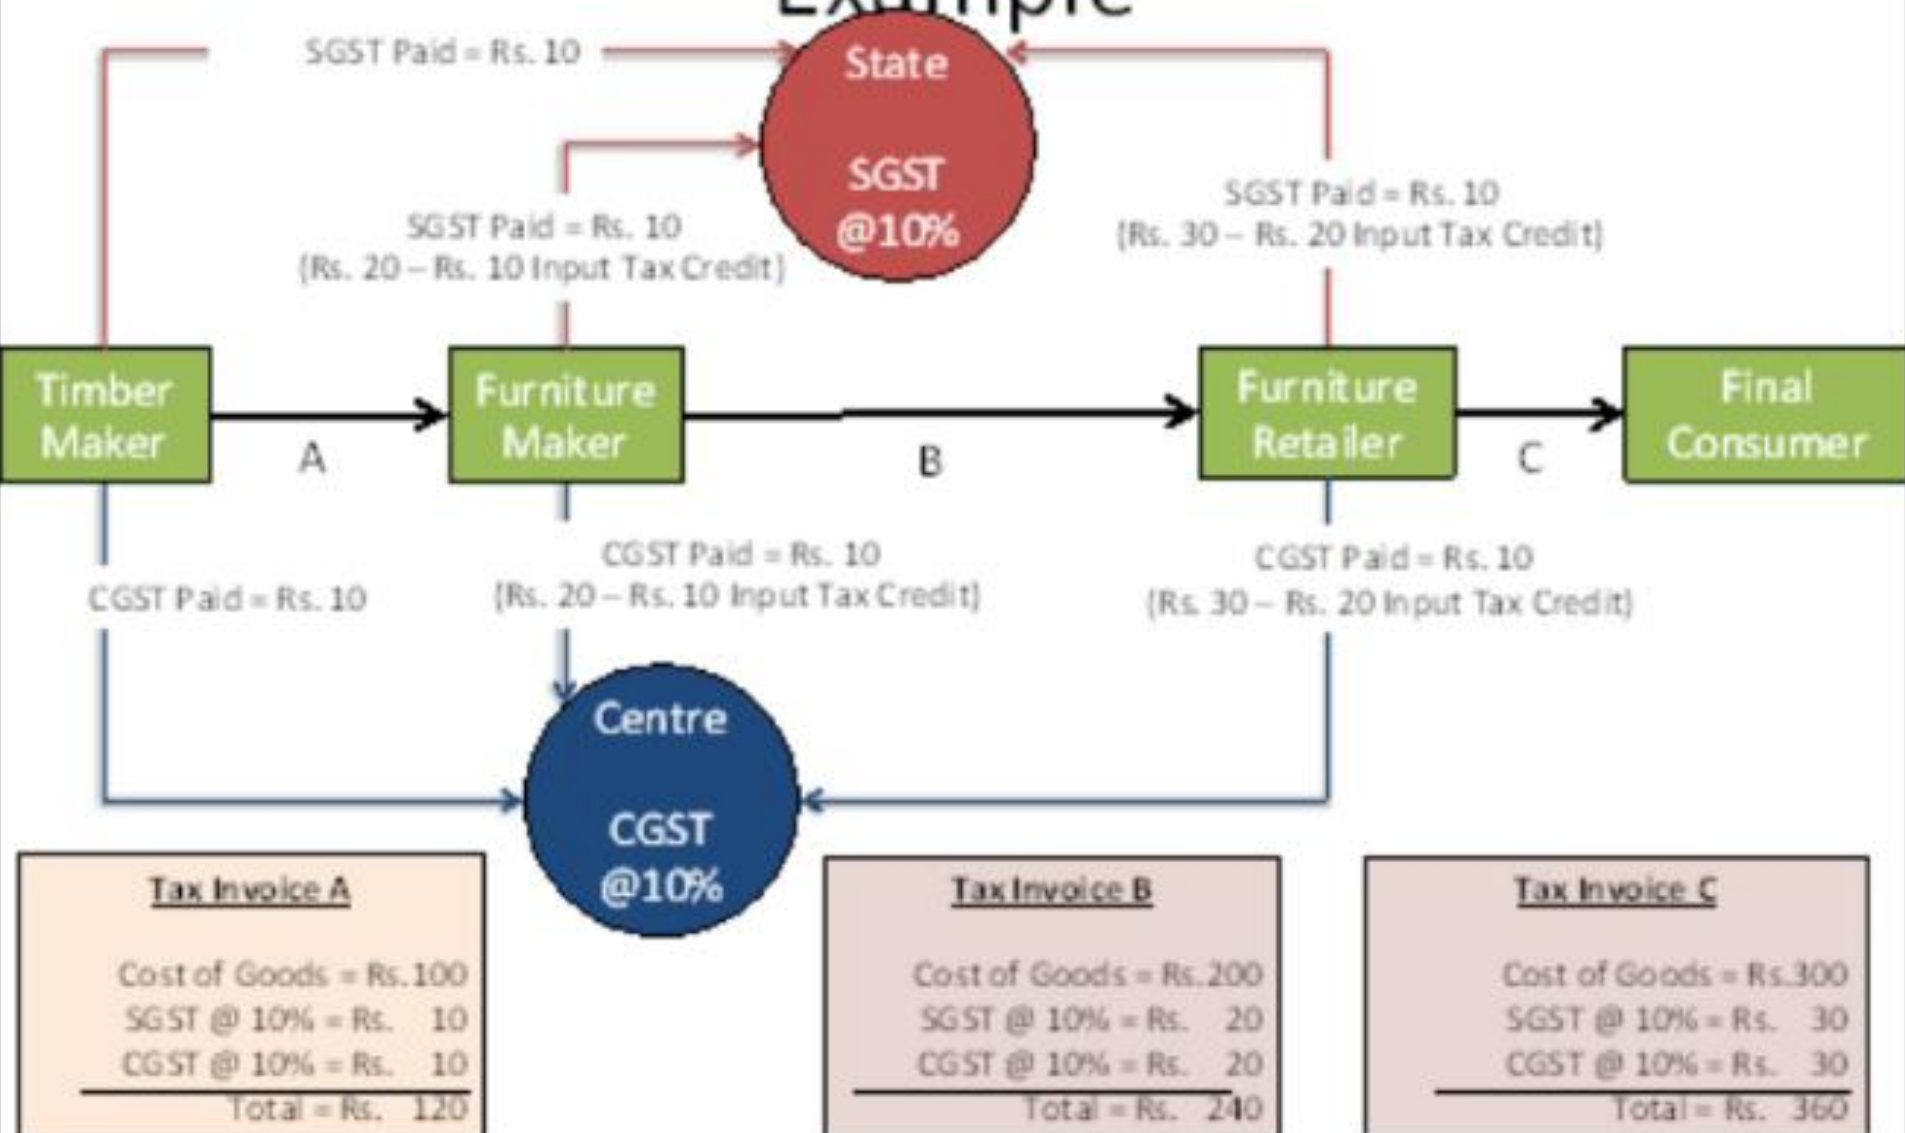 Example
SGST Paid = Rs. 10
State
SGST
@10%
SGST Paid = Rs. 10
(Rs. 20 – Rs. 10 Input Tax Credit)
SGST Paid = Rs. 10
(Rs. 30 – Rs. 20 Input Tax Credit)
Timber
Maker
A
Furniture
Maker
B
Furniture
Retailer
C
Final
Consumer
CGST Paid = Rs. 10
CGST Paid = Rs. 10
(Rs. 20 – Rs. 10 Input Tax Credit)
CGST Paid = Rs. 10
(Rs. 30 – Rs. 20 Input Tax Credit)
Centre
CGST
@10%
Tax Invoice A
Cost of Goods = Rs.100
SGST @ 10% = Rs. 10
CGST @ 10% = Rs. 10
Total = Rs. 120
Tax Invoice B
Cost of Goods = Rs.200
SGST @ 10% = Rs. 20
CGST @ 10% = Rs. 20
Total = Rs. 240
Tax Invoice C
Cost of Goods = Rs.300
SGST @ 10% = Rs. 30
CGST @ 10% = Rs. 30
Total = Rs. 360